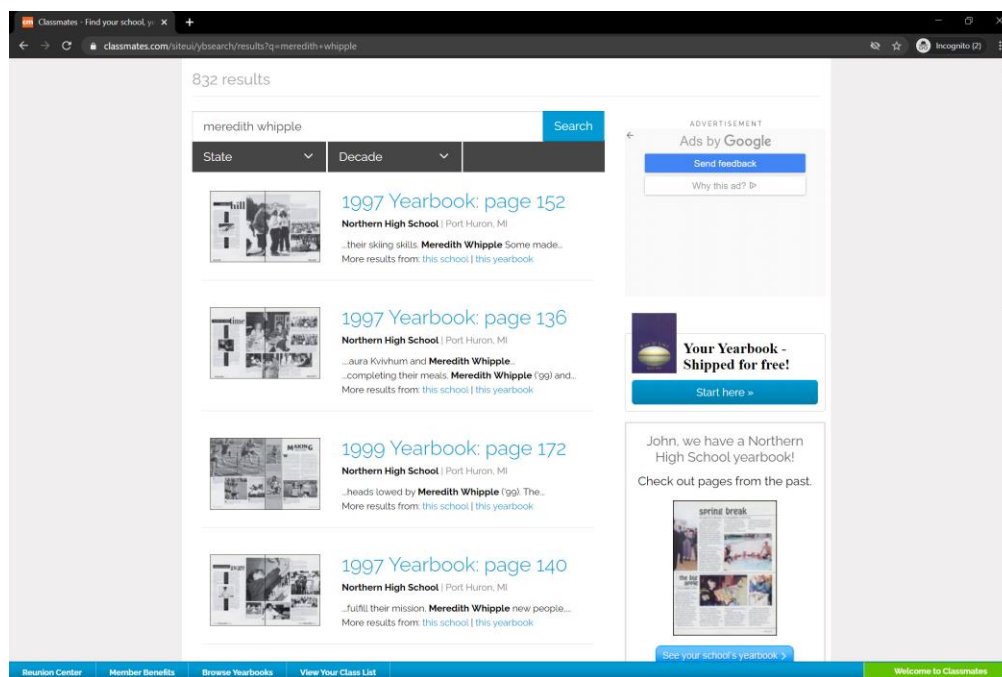 Classmates - Find your school, ye
classmates.com/siteui/ybsearch/results?q=meredith+whipple
Incognito (2)
832 results
meredith whipple
Search
State
Decade
1997 Yearbook: page 152
Northern High School | Port Huron, MI
...their skiing skills. Meredith Whipple Some made...
More results from: this school | this yearbook
1997 Yearbook: page 136
Northern High School | Port Huron, MI
...aura Kvivhum and Meredith Whipple...
...completing their meals. Meredith Whipple ('99) and...
More results from: this school | this yearbook
1999 Yearbook: page 172
Northern High School | Port Huron, MI
...heads lowed by Meredith Whipple ('99). The...
More results from: this school | this yearbook
1997 Yearbook: page 140
Northern High School | Port Huron, MI
...fulfill their mission. Meredith Whipple new people,...
More results from: this school | this yearbook
ADVERTISEMENT
Ads by Google
Send feedback
Why this ad?
Your Yearbook -
Shipped for free!
Start here »
John, we have a Northern
High School yearbook!
Check out pages from the past.
spring break
See your school's yearbook >
Reunion Center
Member Benefits
Browse Yearbooks
View Your Class List
Welcome to Classmates